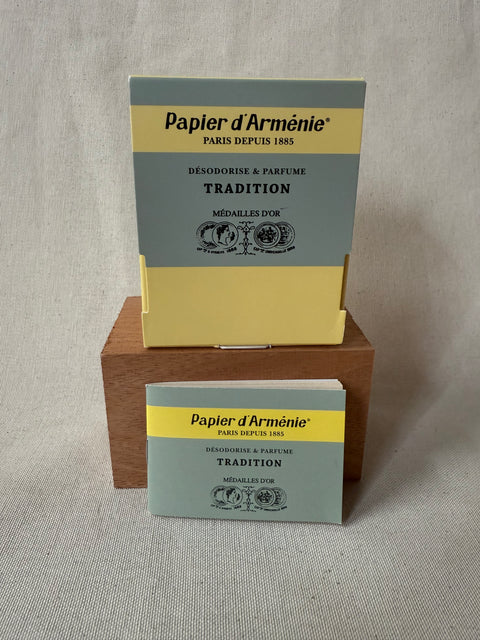 Papier d'Arménie®
PARIS DEPUIS 1885
DÉSODORISE & PARFUME
TRADITION
MÉDAILLES D'OR
Papier d'Arménie®
PARIS DEPUIS 1885
DÉSODORISE & PARFUME
TRADITION
MÉDAILLES D'OR